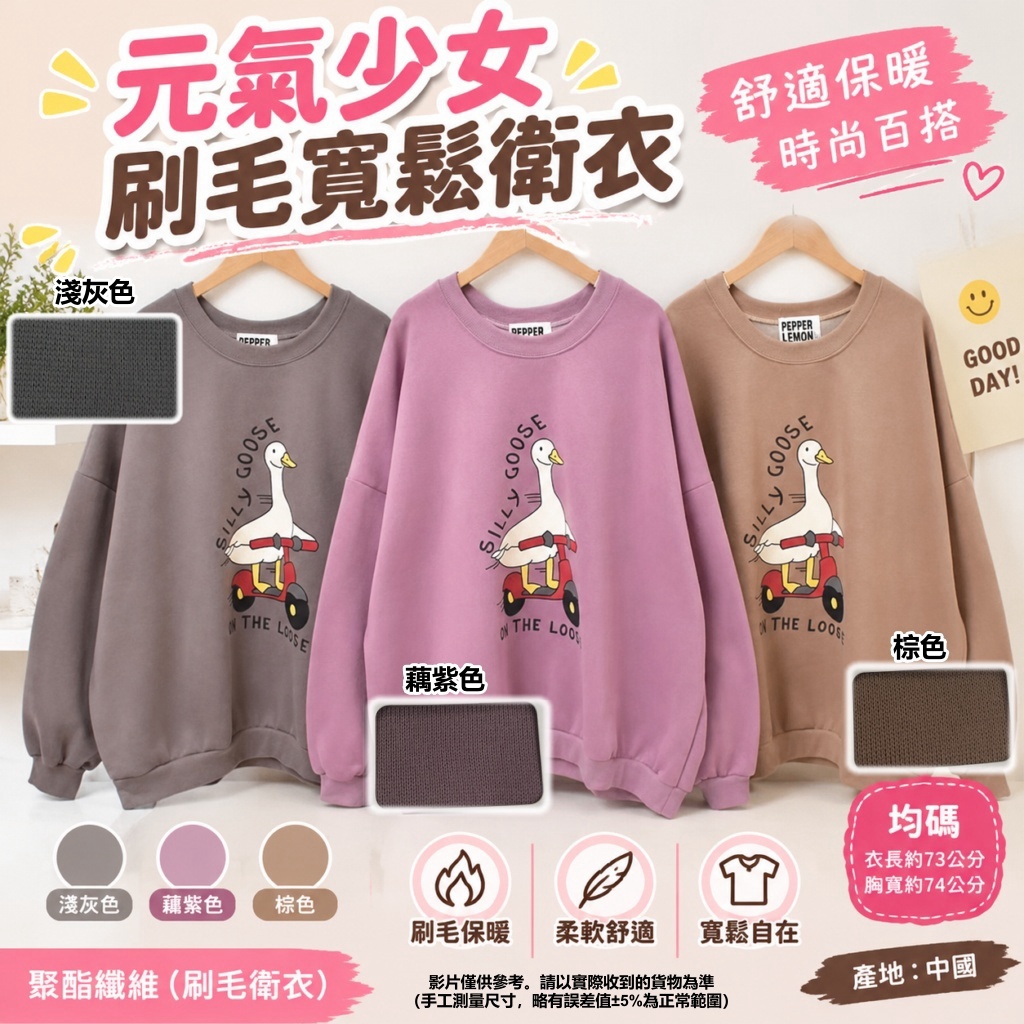 元氣少女
刷毛寬鬆衛衣
舒適保暖
時尚百搭
淺灰色
PEPPER
PEPPER
PEPPER
LEMON
GOOD
DAY!
SILLY GOOSE
ON THE LOOSE
SILLY GOOSE
ON THE LOOSE
SILLY GOOSE
ON THE LOOSE
藕紫色
棕色
均碼
衣長約73公分
胸寬約74公分
淺灰色
藕紫色
棕色
刷毛保暖
柔軟舒適
寬鬆自在
聚酯纖維(刷毛衛衣)
影片僅供參考。請以實際收到的貨物為準
(手工測量尺寸，略有誤差值±5%為正常範圍)
產地：中國